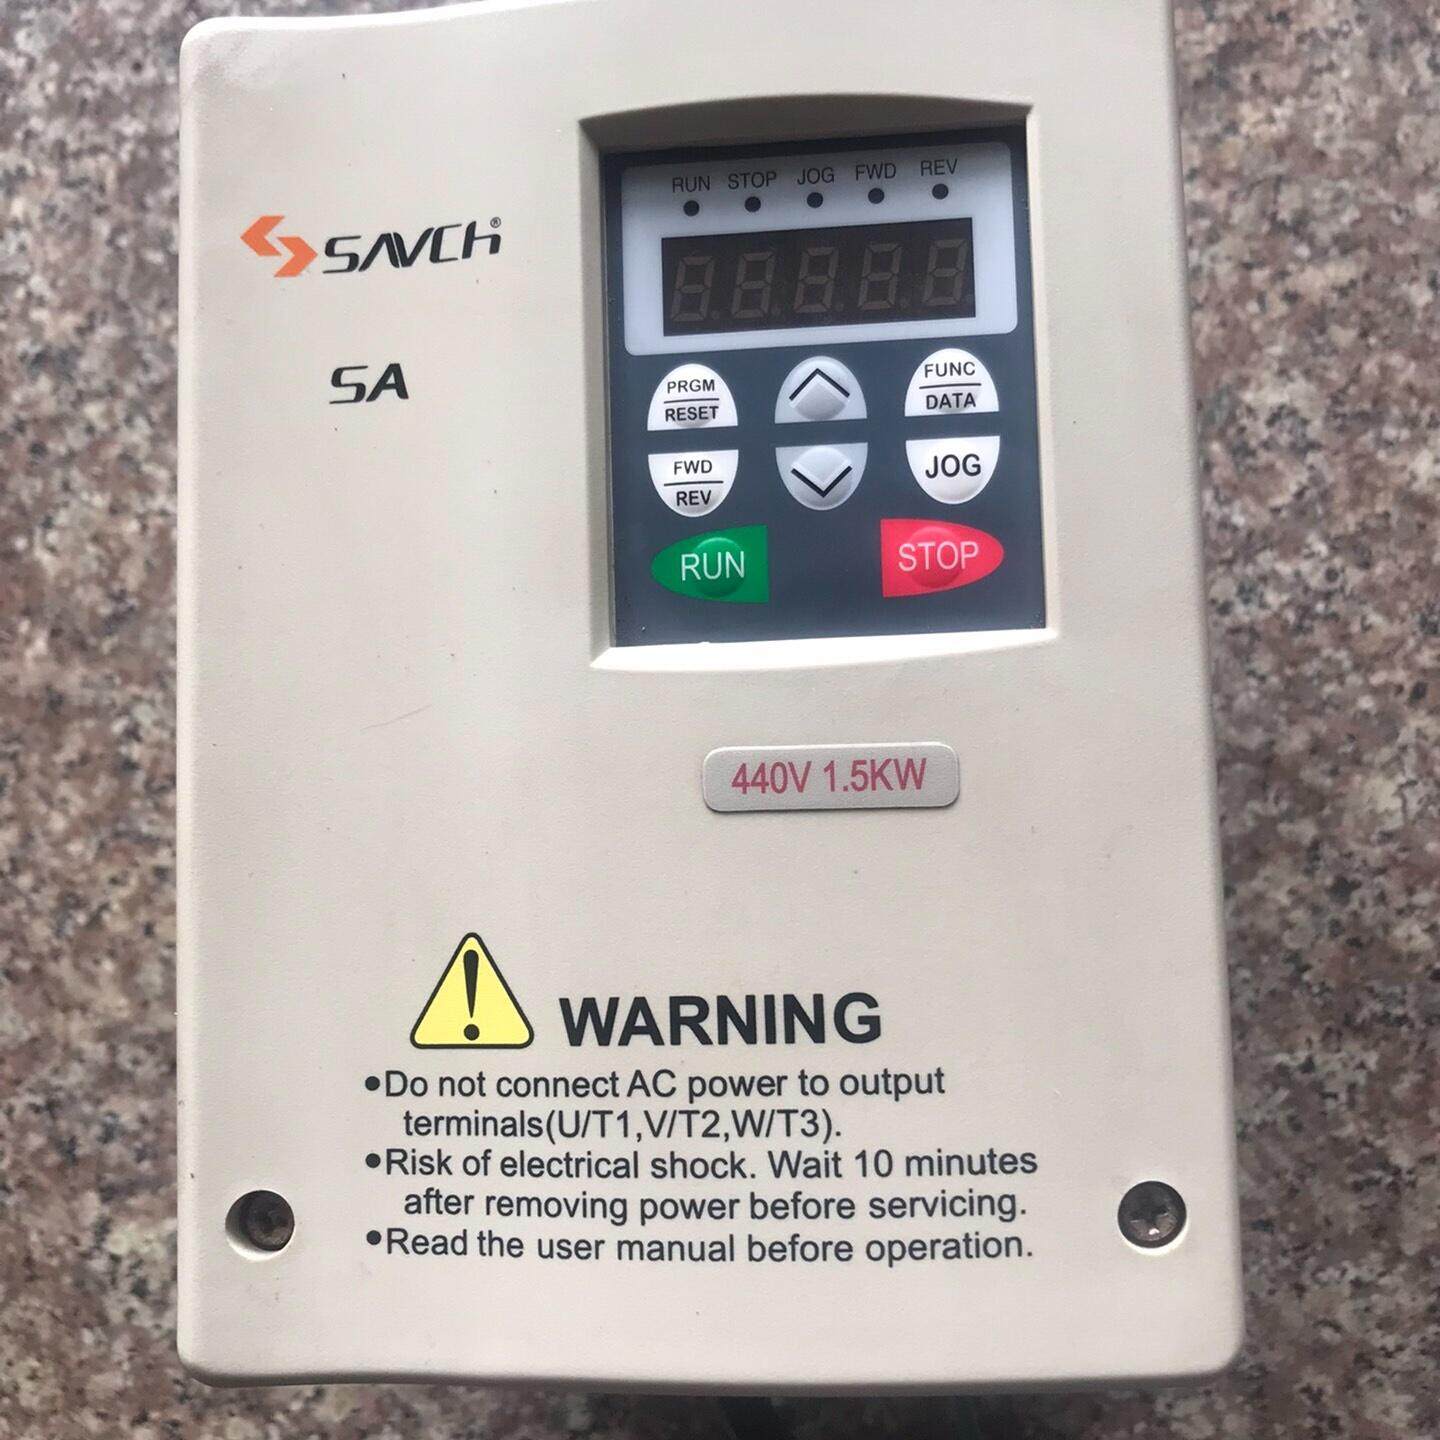 RUN STOP JOG FWD REV
SAVCH®
SA
PRGM
RESET
FUNC
DATA
FWD
REV
JOG
RUN
STOP
440V 1.5KW
WARNING
•Do not connect AC power to output
terminals(U/T1,V/T2,W/T3).
•Risk of electrical shock. Wait 10 minutes
after removing power before servicing.
•Read the user manual before operation.